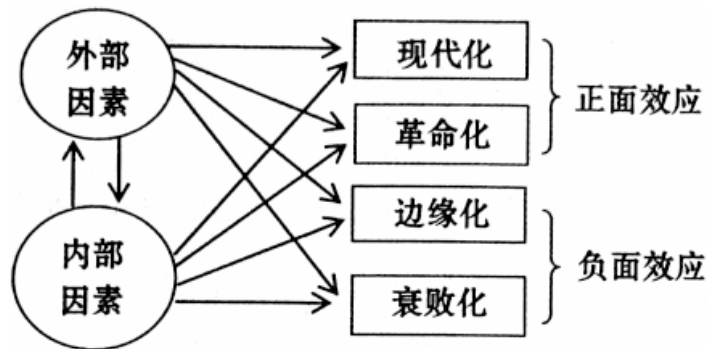 外部
因素
现代化
革命化
正面效应
内部
因素
边缘化
衰败化
负面效应